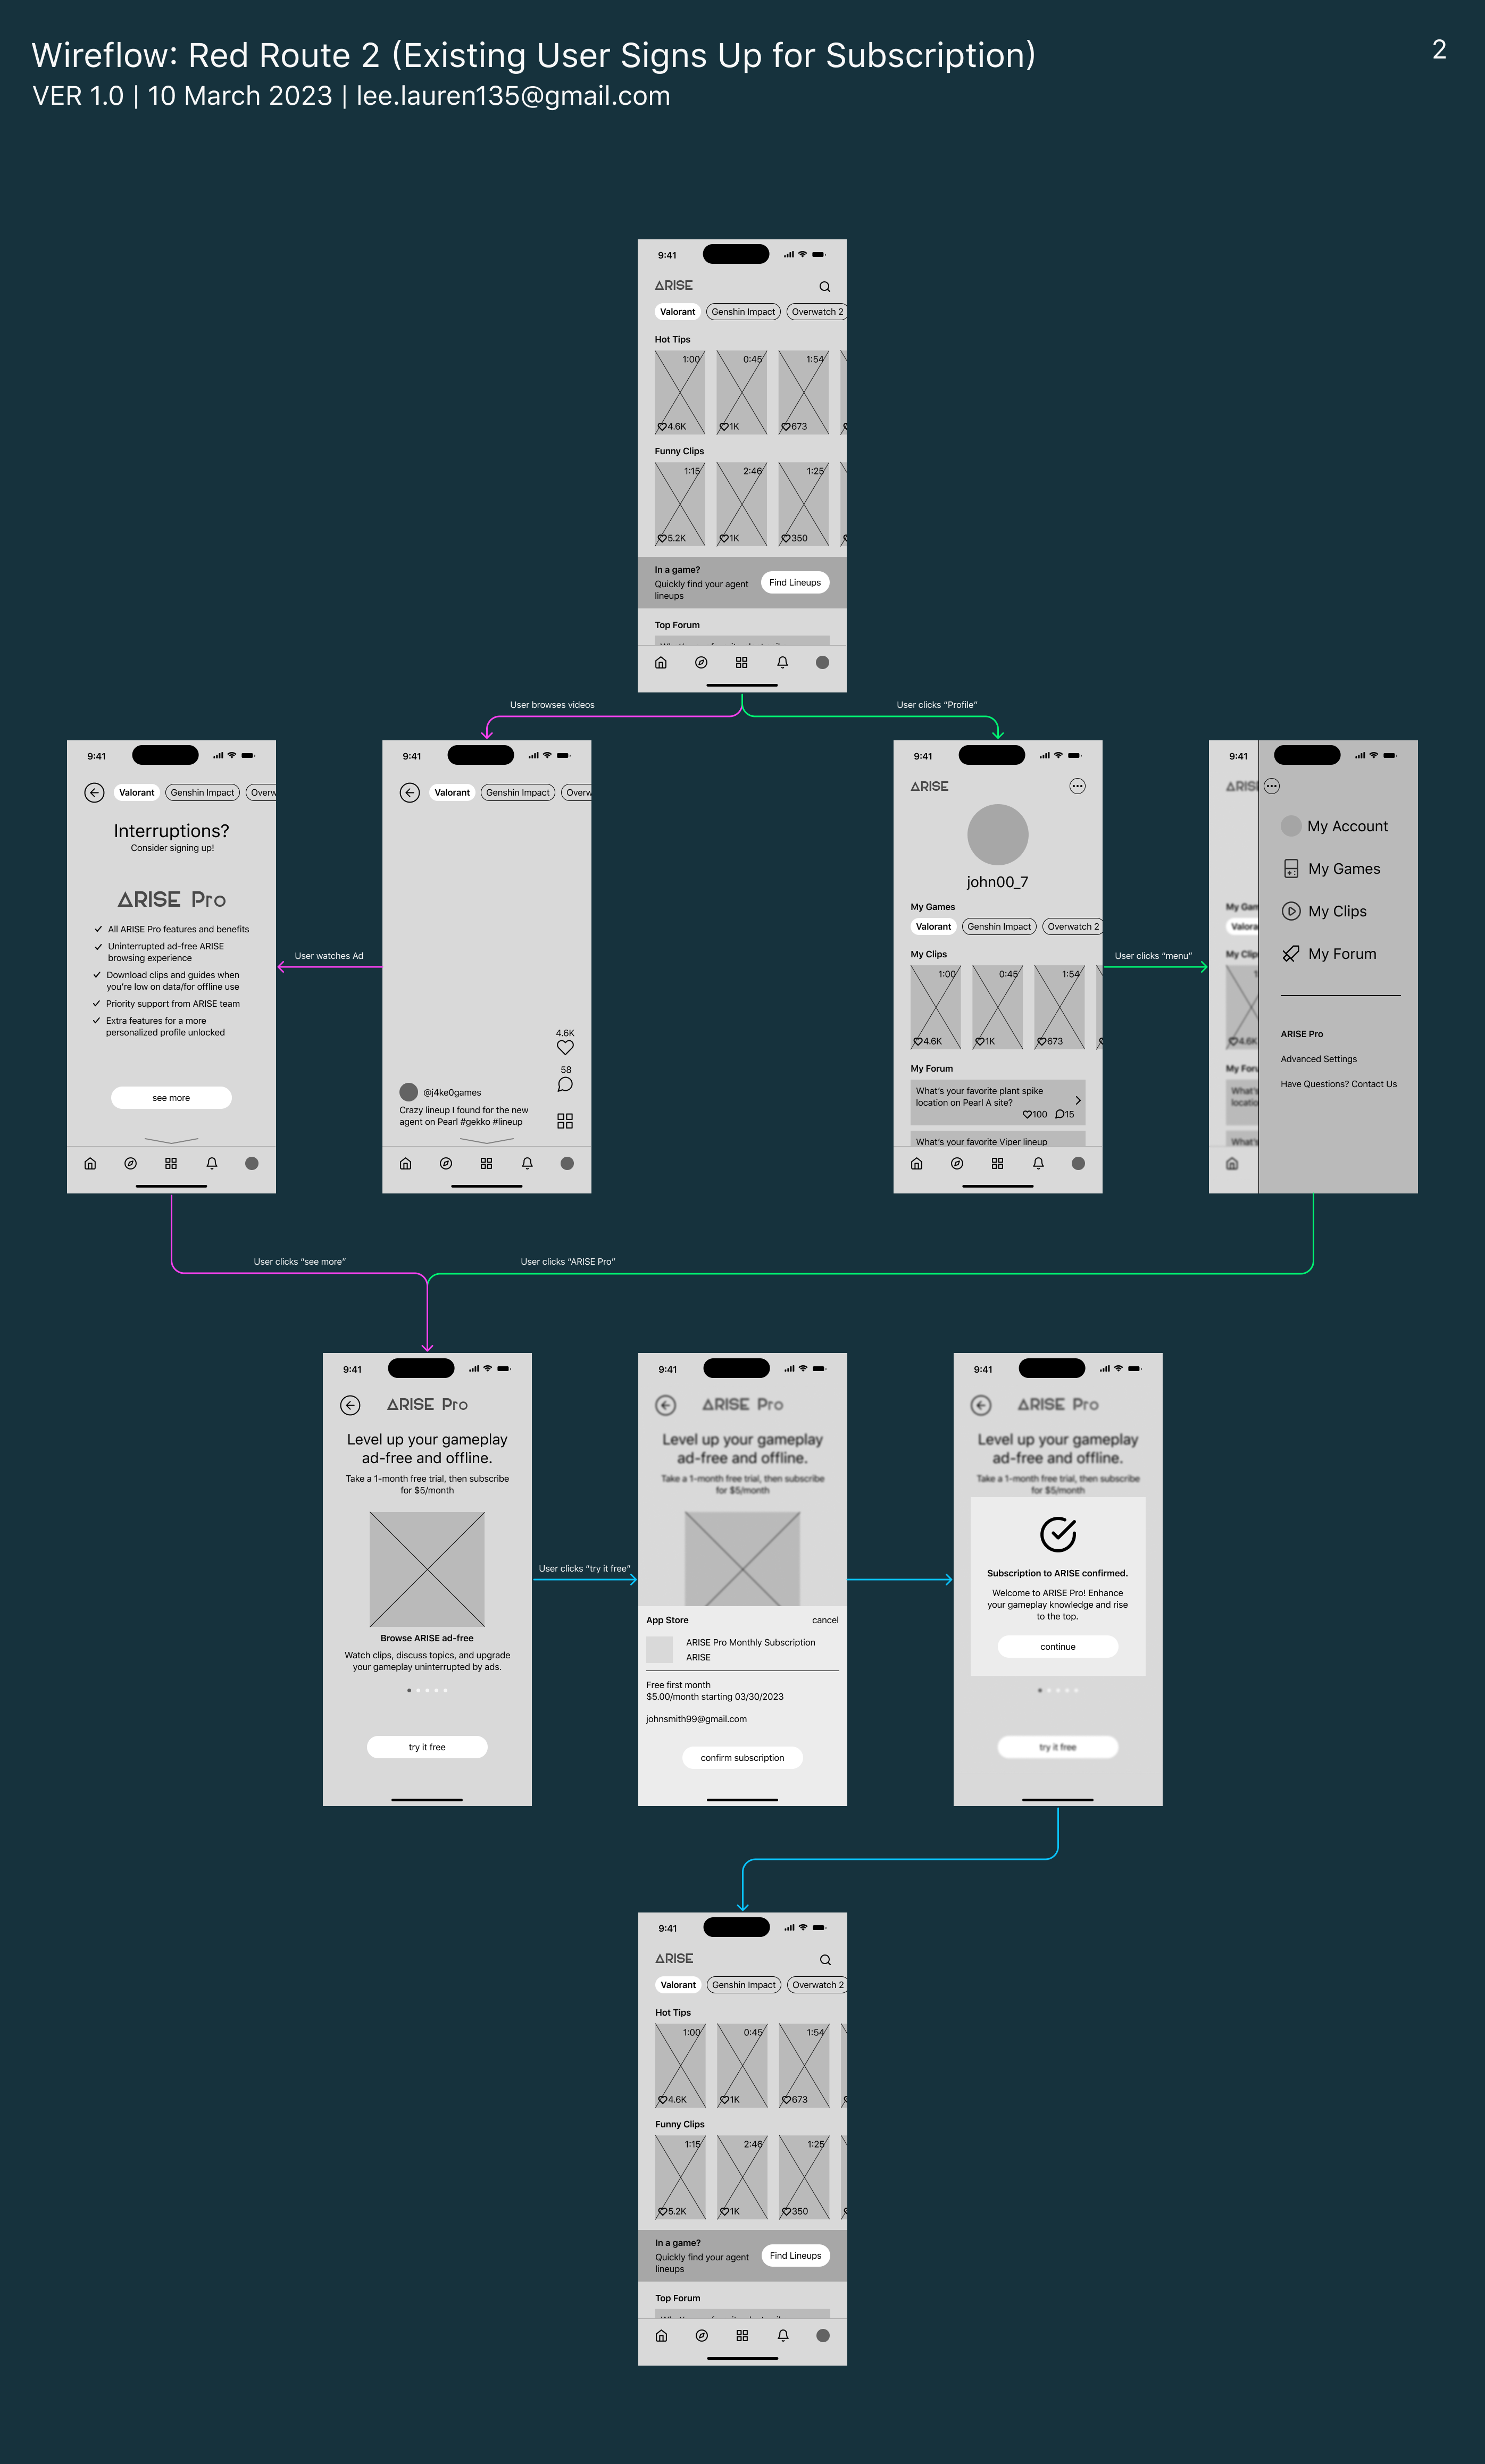 Wireflow: Red Route 2 (Existing User Signs Up for Subscription)
2
VER 1.0 | 10 March 2023 | lee.lauren135@gmail.com
9:41
ARISE
Valorant
Genshin Impact
Overwatch 2
Hot Tips
1:00
0:45
1:54
4.6K
1K
673
Funny Clips
1:15
2:46
1:25
5.2K
1K
350
In a game?
Quickly find your agent
lineups
Find Lineups
Top Forum
User browses videos
User clicks “Profile”
9:41
Valorant
Genshin Impact
Overw
Interruptions?
Consider signing up!
ARISE Pro
All ARISE Pro features and benefits
Uninterrupted ad-free ARISE
browsing experience
Download clips and guides when
you’re low on data/for offline use
Priority support from ARISE team
Extra features for a more
personalized profile unlocked
see more
User watches Ad
9:41
Valorant
Genshin Impact
Overw
4.6K
58
@j4ke0games
Crazy lineup I found for the new
agent on Pearl #gekko #lineup
9:41
ARISE
john00_7
My Games
Valorant
Genshin Impact
Overwatch 2
My Clips
1:00
0:45
1:54
4.6K
1K
673
My Forum
What’s your favorite plant spike
location on Pearl A site?
100
15
What’s your favorite Viper lineup
User clicks “menu”
9:41
ARISE
My Gam
Valora
My Clips
4.6K
My Foru
What’s
locatio
What’s
My Account
My Games
My Clips
My Forum
ARISE Pro
Advanced Settings
Have Questions? Contact Us
User clicks “see more”
User clicks “ARISE Pro”
9:41
ARISE Pro
Level up your gameplay
ad-free and offline.
Take a 1-month free trial, then subscribe
for $5/month
Browse ARISE ad-free
Watch clips, discuss topics, and upgrade
your gameplay uninterrupted by ads.
try it free
User clicks “try it free”
9:41
ARISE Pro
Level up your gameplay
ad-free and offline.
Take a 1-month free trial, then subscribe
for $5/month
App Store
cancel
ARISE Pro Monthly Subscription
ARISE
Free first month
$5.00/month starting 03/30/2023
johnsmith99@gmail.com
confirm subscription
9:41
ARISE Pro
Level up your gameplay
ad-free and offline.
Take a 1-month free trial, then subscribe
for $5/month
Subscription to ARISE confirmed.
Welcome to ARISE Pro! Enhance
your gameplay knowledge and rise
to the top.
continue
try it free
9:41
ARISE
Valorant
Genshin Impact
Overwatch 2
Hot Tips
1:00
0:45
1:54
4.6K
1K
673
Funny Clips
1:15
2:46
1:25
5.2K
1K
350
In a game?
Quickly find your agent
lineups
Find Lineups
Top Forum